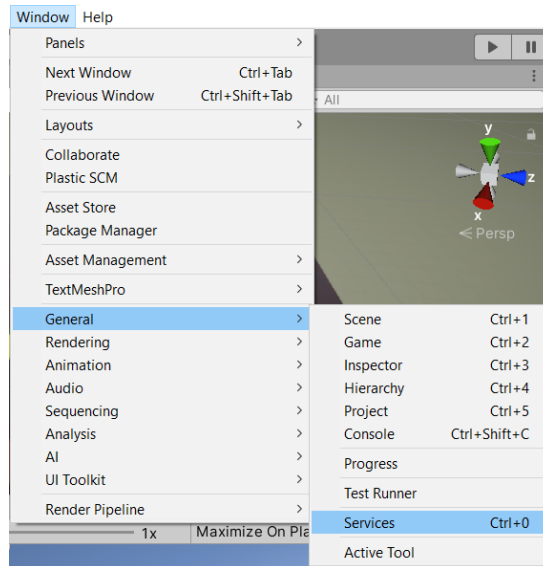 Window Help
Panels
Next Window Ctrl+Tab
Previous Window Ctrl+Shift+Tab
All
Layouts
y
Collaborate
Plastic SCM
z
Asset Store
x
Package Manager
Persp
Asset Management
TextMeshPro
General
Rendering
Animation
Audio
Sequencing
Analysis
AI
UI Toolkit
Render Pipeline
Scene Ctrl+1
Game Ctrl+2
Inspector Ctrl+3
Hierarchy Ctrl+4
Project Ctrl+5
Console Ctrl+Shift+C
Progress
Test Runner
Services Ctrl+0
Active Tool
1x Maximize On Pla